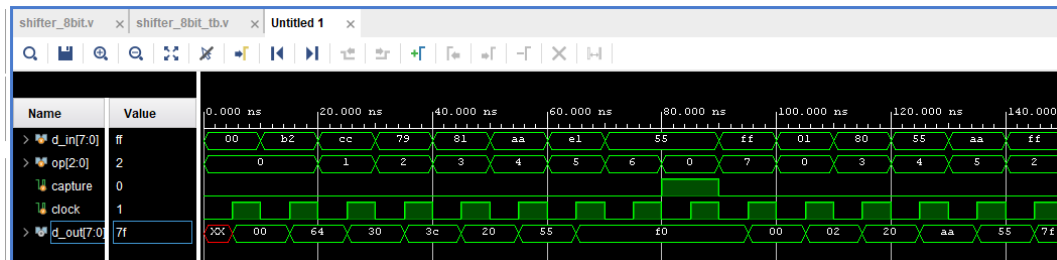 shifter_8bit.v × shifter_8bit_tb.v × Untitled 1 ×
Name Value 0.000 ns 20.000 ns 40.000 ns 60.000 ns 80.000 ns 100.000 ns 120.000 ns 140.000
d_in[7:0] ff 00 b2 cc 79 81 aa e1 55 ff 01 80 55 aa ff
op[2:0] 2 0 1 2 3 4 5 6 0 7 0 3 4 5 2
capture 0
clock 1
d_out[7:0] 7f XX 00 64 30 3c 20 55 f0 00 02 20 aa 55 7f